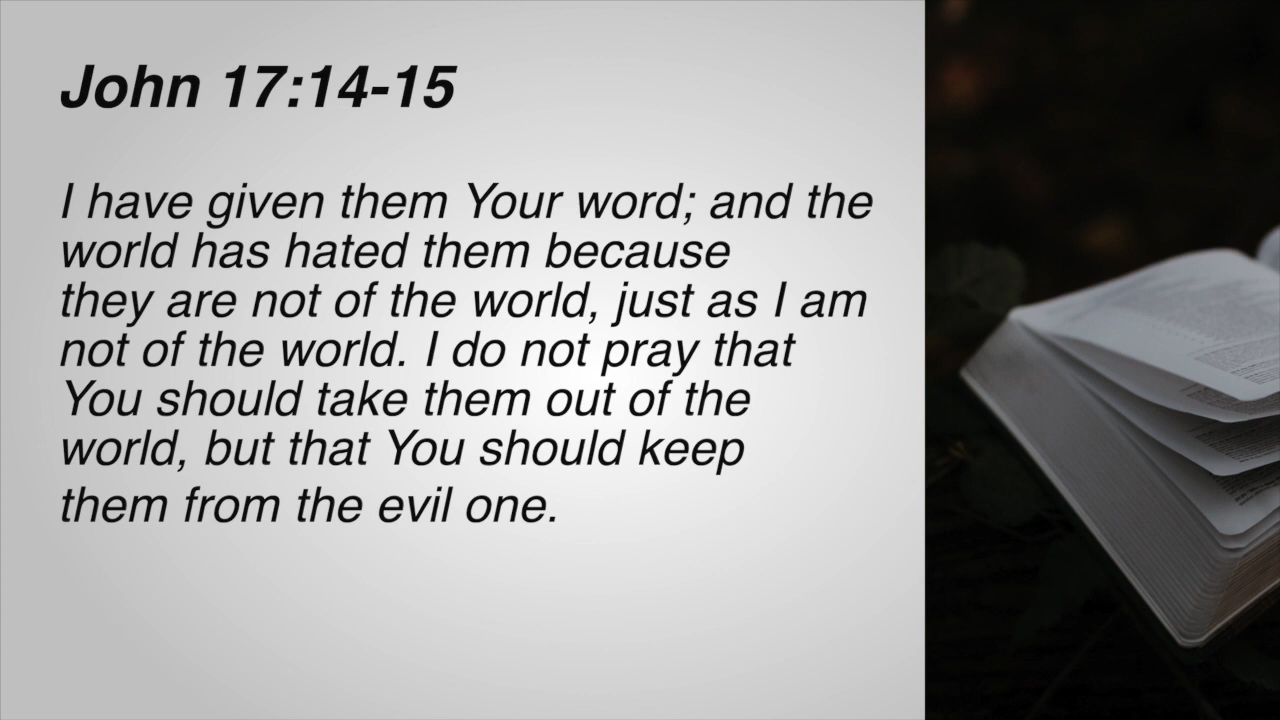 John 17:14-15
I have given them Your word; and the
world has hated them because
they are not of the world, just as I am
not of the world. I do not pray that
You should take them out of the
world, but that You should keep
them from the evil one.